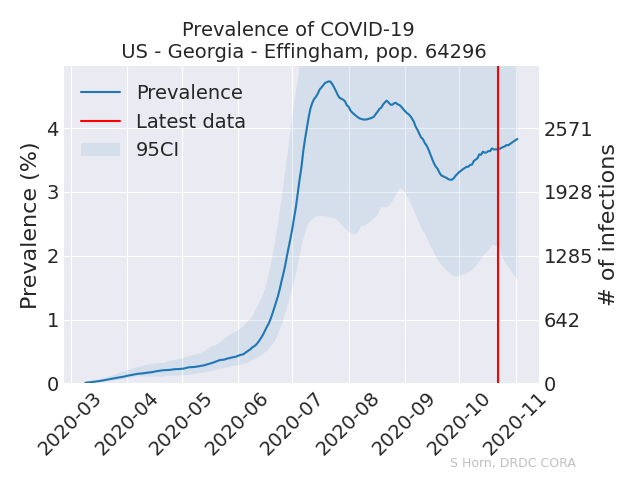 Prevalence of COVID-19
US - Georgia - Effingham, pop. 64296
Prevalence
Latest data
95CI
Prevalence (%)
4
3
2
1
0
2571
1928
1285
642
0
# of infections
2020-03
2020-04
2020-05
2020-06
2020-07
2020-08
2020-09
2020-10
2020-11
S Horn, DRDC CORA